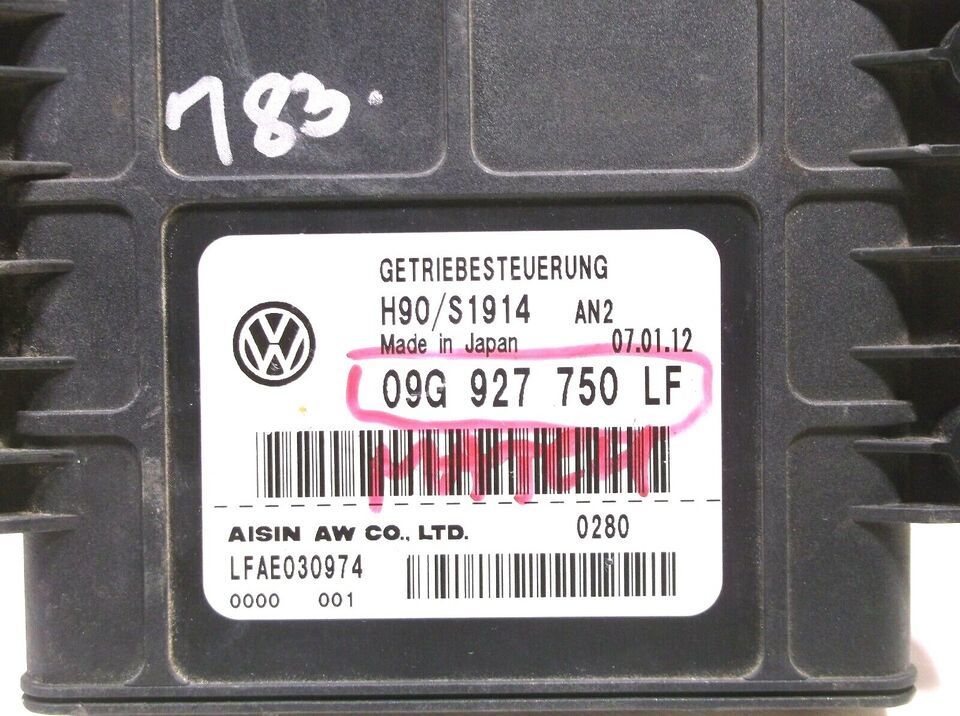 783.
GETRIEBESTEUERUNG
H90/S1914 AN2
Made in Japan 07.01.12
09G 927 750 LF
MATCH
AISIN AW CO., LTD. 0280
LFAE030974
0000 001